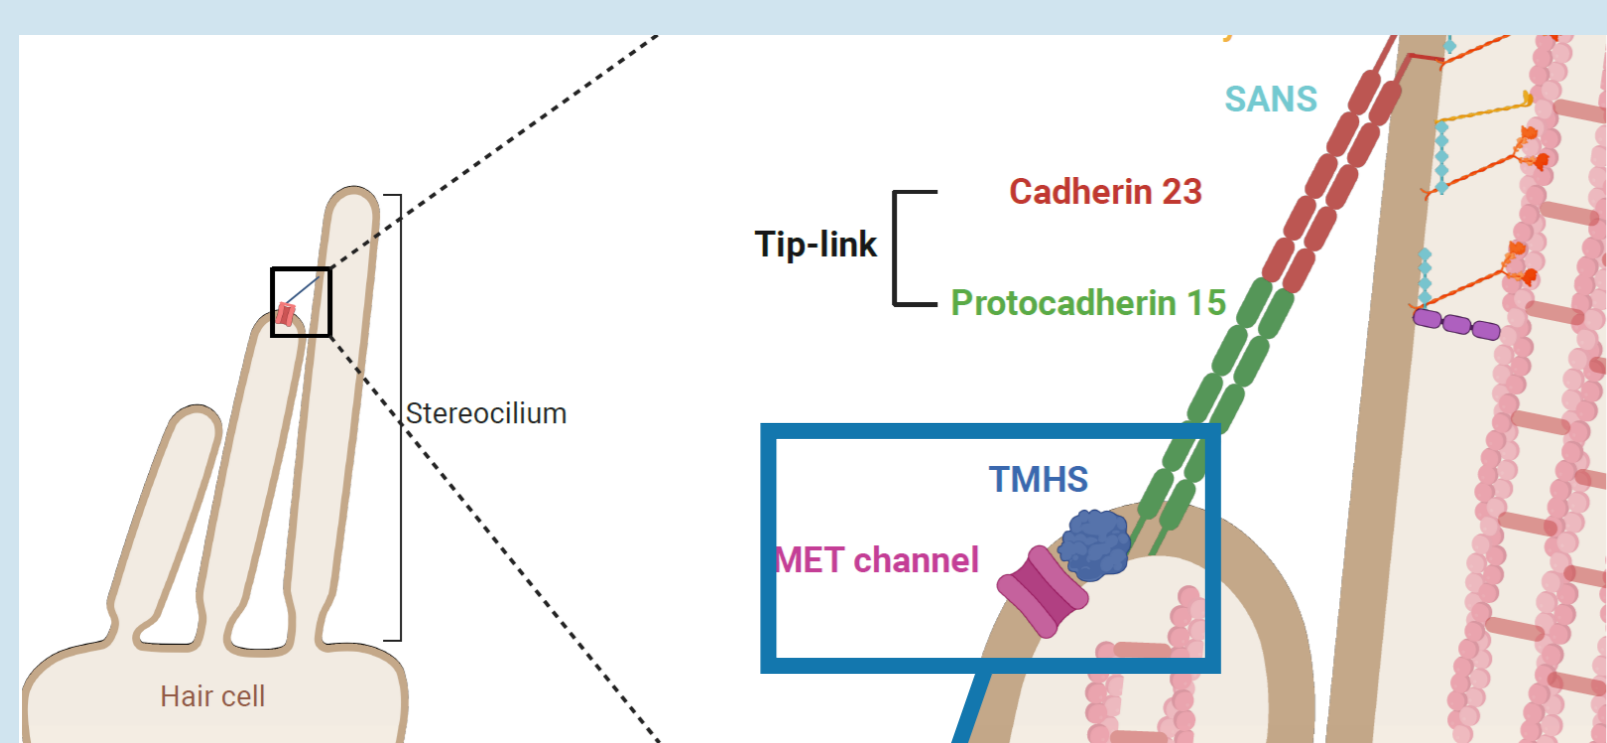 SANS
Cadherin 23
Tip-link
Protocadherin 15
Stereocilium
TMHS
MET channel
Hair cell